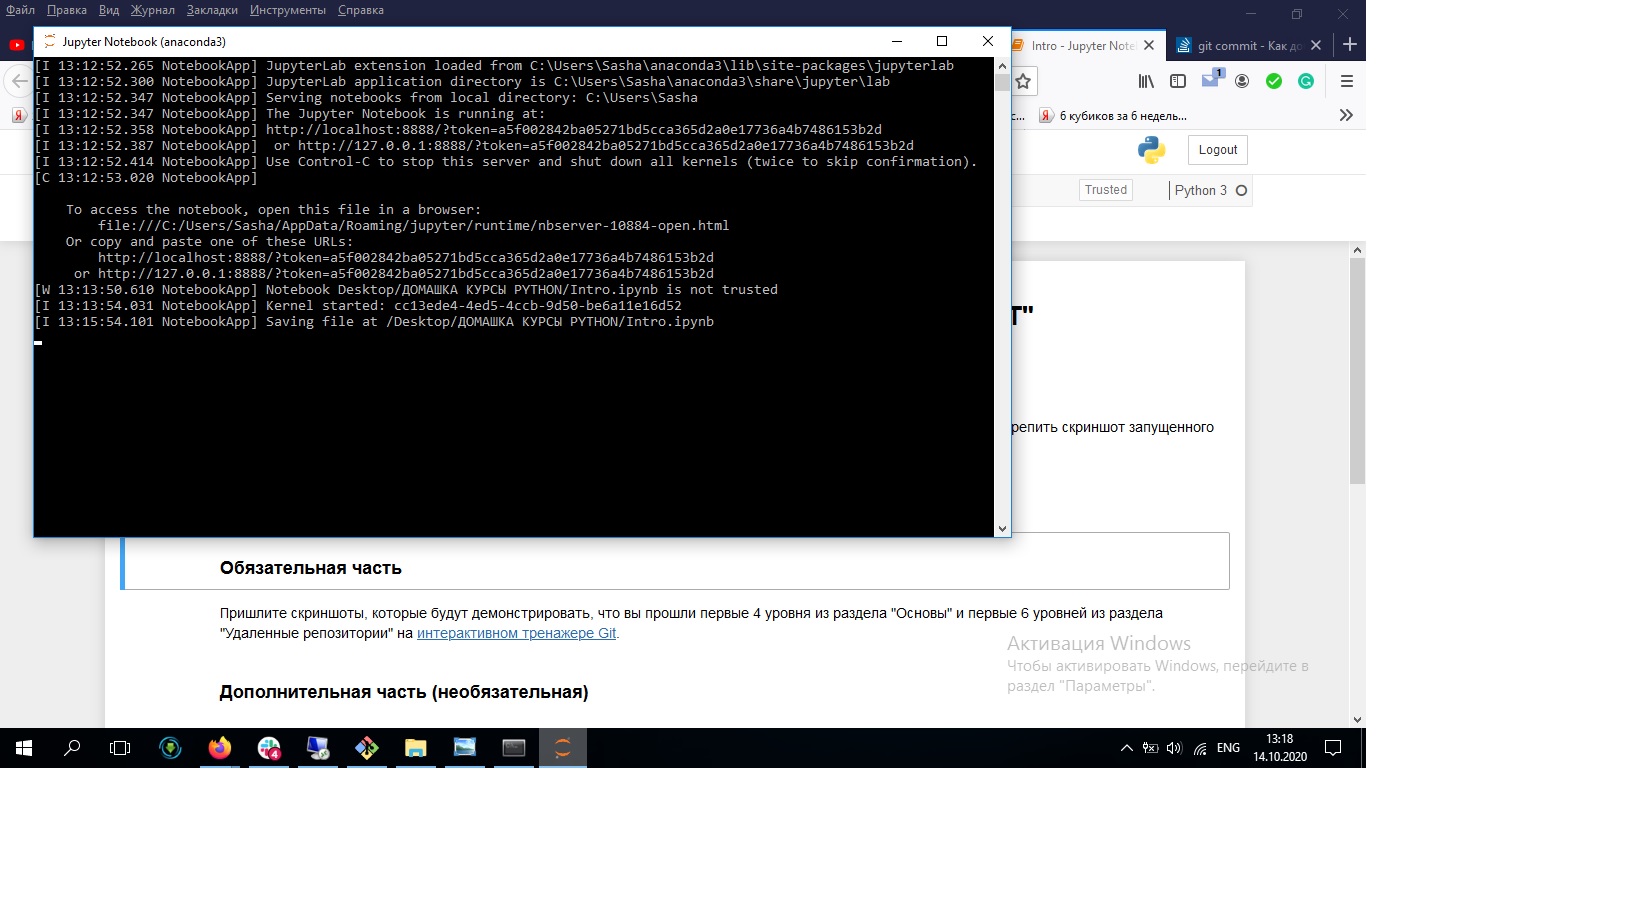 Файл Правка Вид Журнал Закладки Инструменты Справка
Jupyter Notebook (anaconda3)
Intro - Jupyter Note
git commit - Как до
[I 13:12:52.265 NotebookApp] JupyterLab extension loaded from C:\Users\Sasha\anaconda3\lib\site-packages\jupyterlab
[I 13:12:52.300 NotebookApp] JupyterLab application directory is C:\Users\Sasha\anaconda3\share\jupyter\lab
[I 13:12:52.347 NotebookApp] Serving notebooks from local directory: C:\Users\Sasha
[I 13:12:52.347 NotebookApp] The Jupyter Notebook is running at:
[I 13:12:52.358 NotebookApp] http://localhost:8888/?token=a5f002842ba05271bd5cca365d2a0e17736a4b7486153b2d
[I 13:12:52.387 NotebookApp]  or http://127.0.0.1:8888/?token=a5f002842ba05271bd5cca365d2a0e17736a4b7486153b2d
[I 13:12:52.414 NotebookApp] Use Control-C to stop this server and shut down all kernels (twice to skip confirmation).
[C 13:12:53.020 NotebookApp]
To access the notebook, open this file in a browser:
file:///C:/Users/Sasha/AppData/Roaming/jupyter/runtime/nbserver-10884-open.html
Or copy and paste one of these URLs:
http://localhost:8888/?token=a5f002842ba05271bd5cca365d2a0e17736a4b7486153b2d
or http://127.0.0.1:8888/?token=a5f002842ba05271bd5cca365d2a0e17736a4b7486153b2d
[W 13:13:50.610 NotebookApp] Notebook Desktop/ДОМАШКА КУРСЫ PYTHON/Intro.ipynb is not trusted
[I 13:13:54.031 NotebookApp] Kernel started: cc13ede4-4ed5-4ccb-9d50-be6a11e16d52
[I 13:15:54.101 NotebookApp] Saving file at /Desktop/ДОМАШКА КУРСЫ PYTHON/Intro.ipynb
1
с... Я 6 кубиков за 6 недель...
Я
Logout
Trusted
Python 3
Т"
репить скриншот запущенного
Обязательная часть
Пришлите скриншоты, которые будут демонстрировать, что вы прошли первые 4 уровня из раздела "Основы" и первые 6 уровней из раздела
"Удаленные репозитории" на интерактивном тренажере Git.
Активация Windows
Чтобы активировать Windows, перейдите в
раздел "Параметры".
Дополнительная часть (необязательная)
4
ENG
13:18
14.10.2020